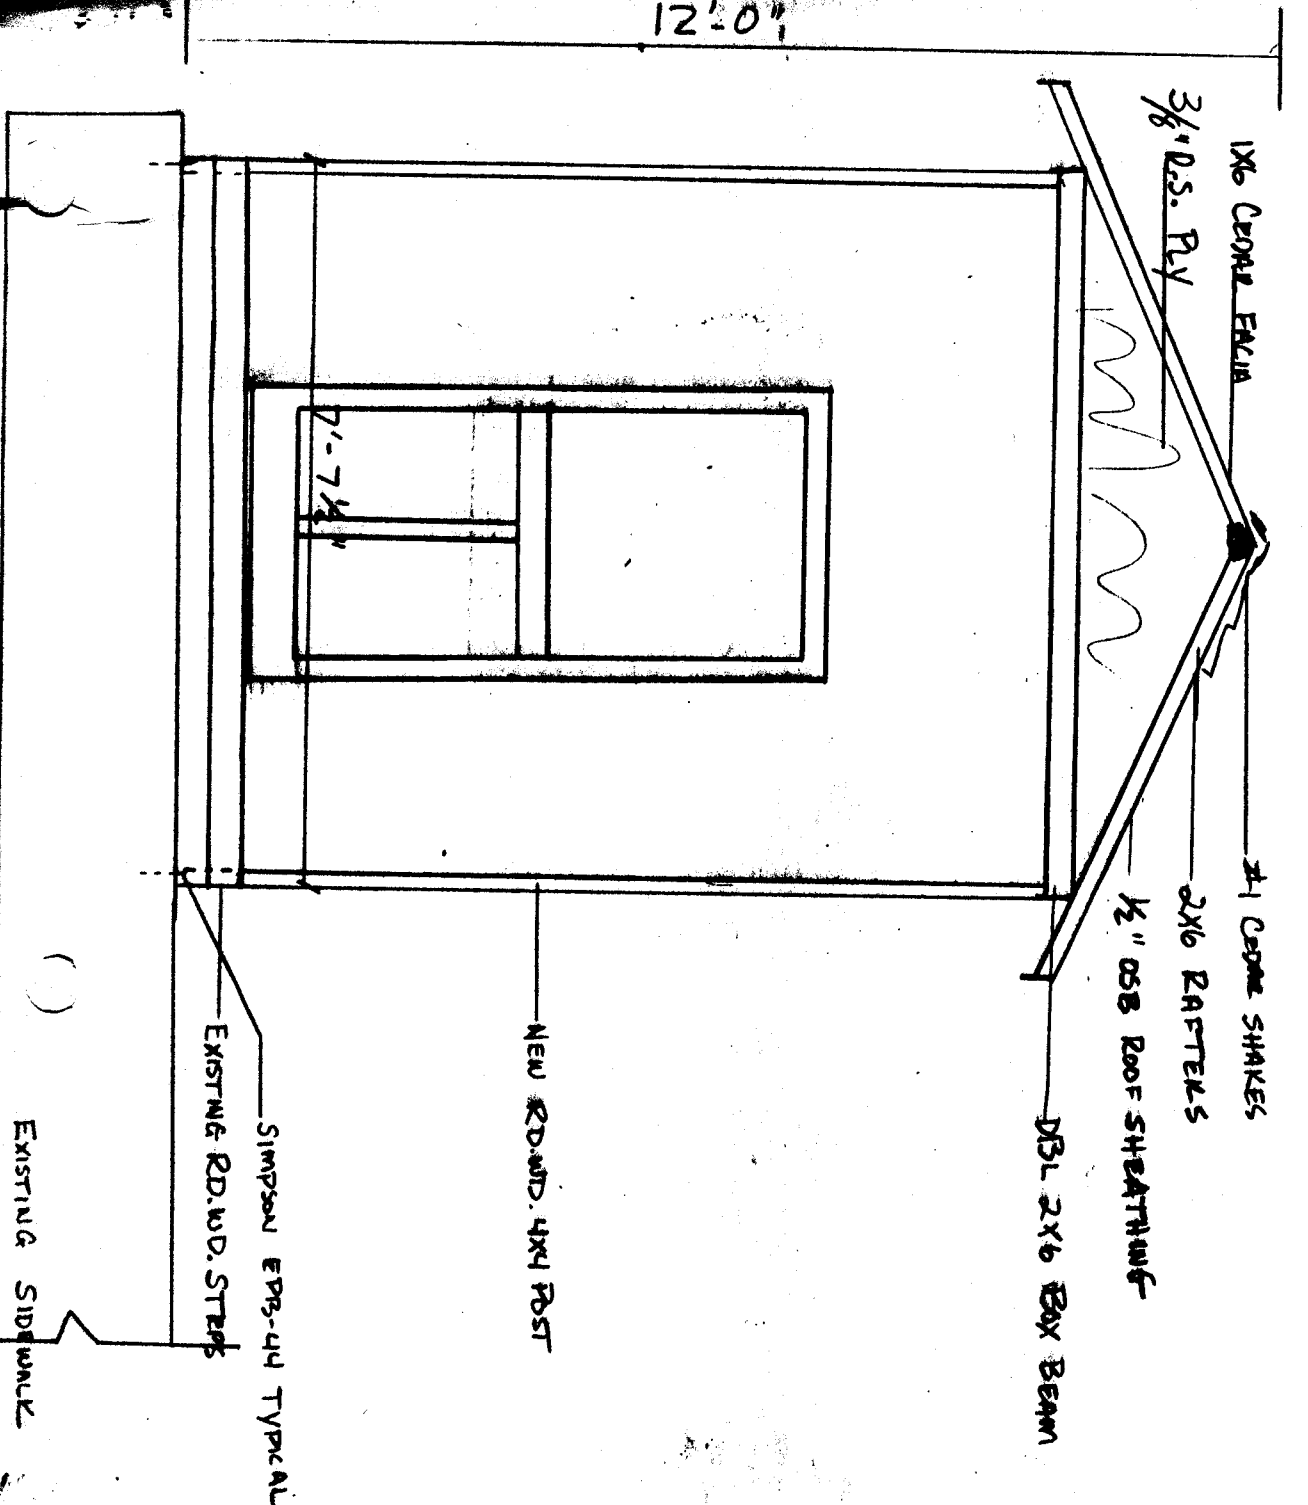 12'-0"
1X6 CEDAR FACIA
3/8" R.S. PLY
#1 CEDAR SHAKES
2X6 RAFTERS
1/2" OSB ROOF SHEATHING
DBL 2X6 BOX BEAM
NEW RD.WD. 4X4 POST
7'-7 1/2"
SIMPSON EPB-44 TYPICAL
EXISTING RD.WD. STEPS
EXISTING SIDEWALK